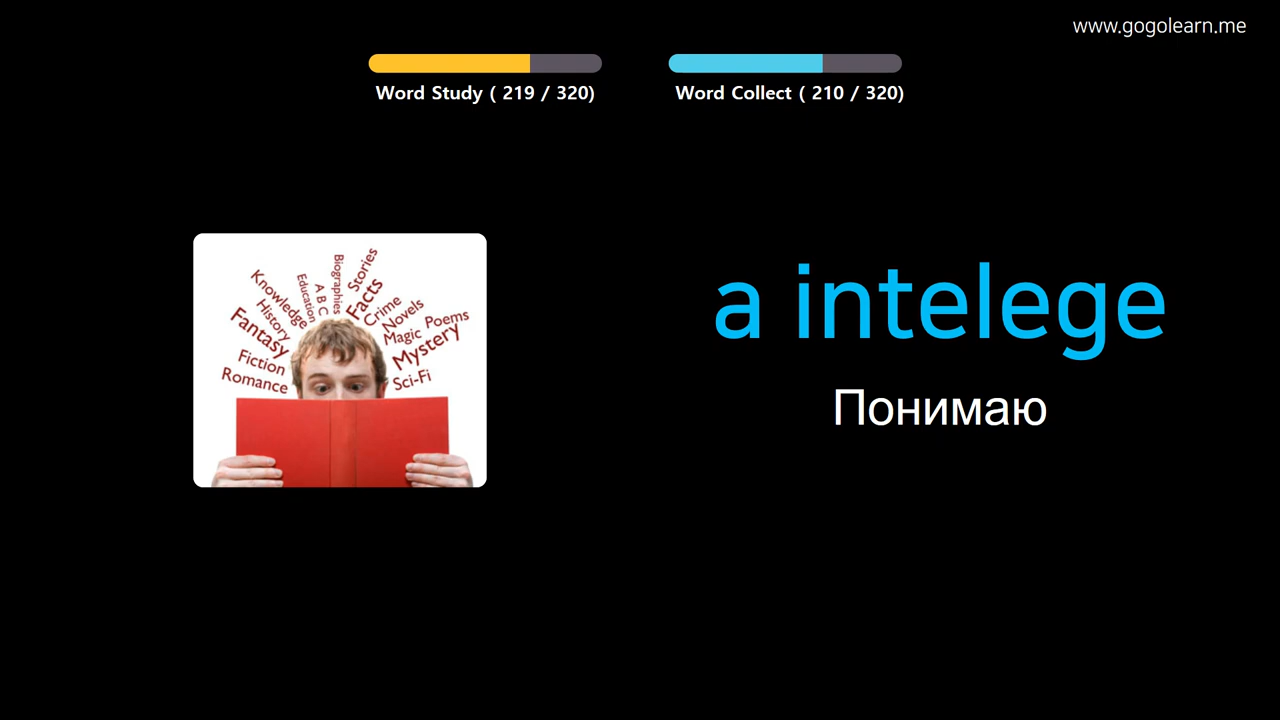 www.gogolearn.me
Word Study ( 219 / 320)
Word Collect ( 210 / 320)
Stories
Biographies
Facts
Education
A B C
Knowledge
Crime
History
Novels
Fantasy
Magic
Poems
Mystery
Fiction
Romance
Sci-Fi
a intelege
Понимаю